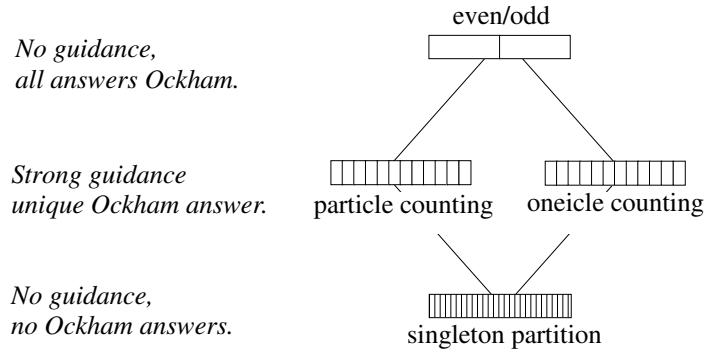 even/odd
No guidance,
all answers Ockham.
Strong guidance
unique Ockham answer.
particle counting
oneicle counting
No guidance,
no Ockham answers.
singleton partition